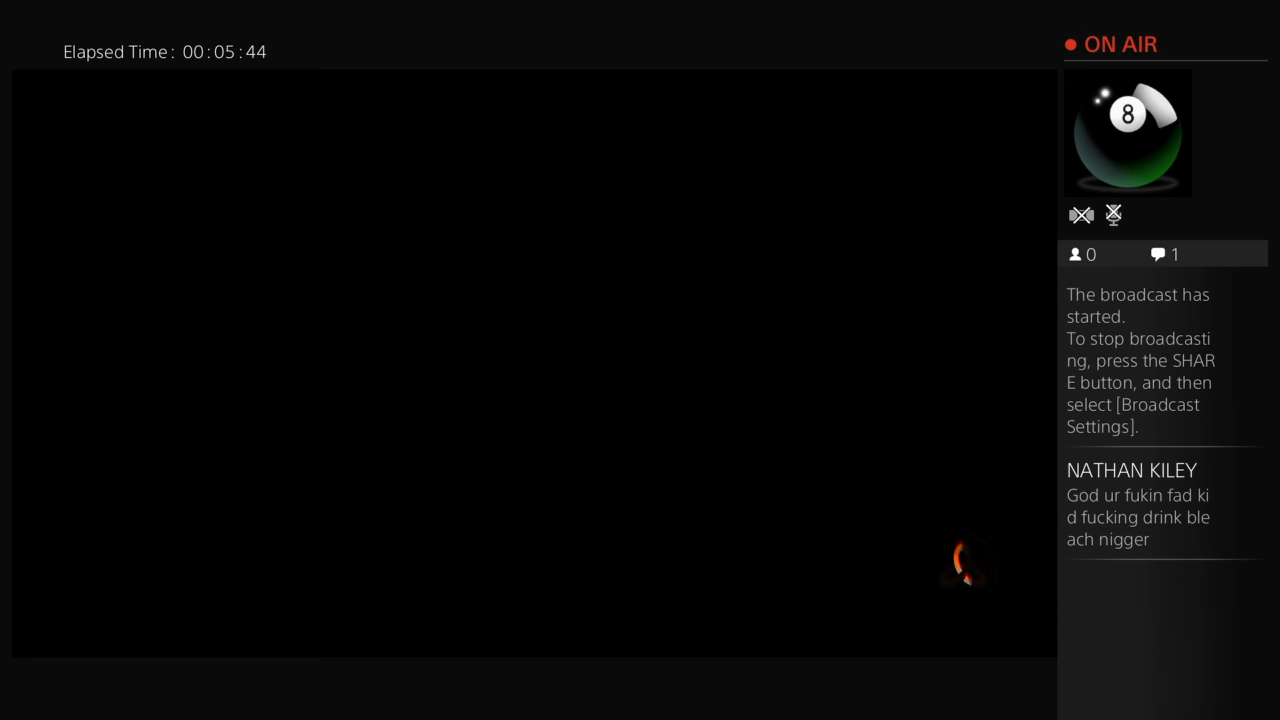 Elapsed Time: 00:05:44
ON AIR
8
0 1
The broadcast has
started.
To stop broadcasti
ng, press the SHAR
E button, and then
select [Broadcast
Settings].
NATHAN KILEY
God ur fukin fad ki
d fucking drink ble
ach nigger